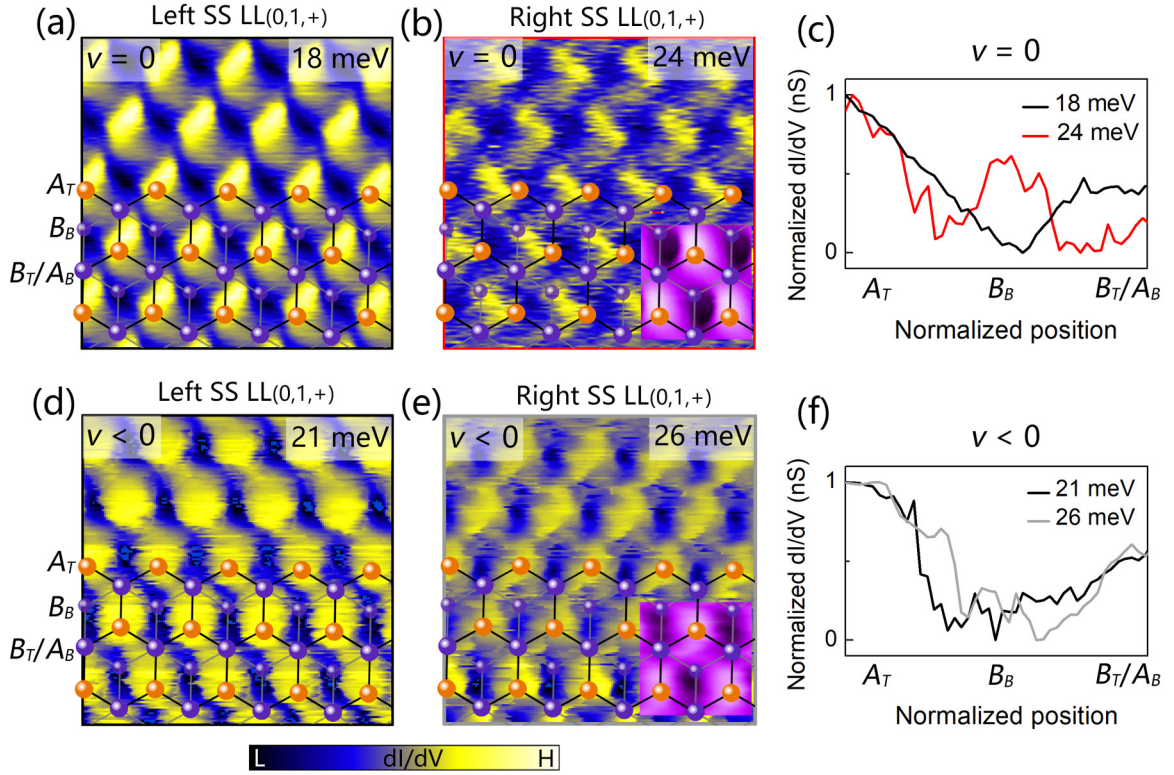 (a)
Left SS LL(0,1,+)
ν = 0
18 meV
A_T
B_B
B_T/A_B
(b)
Right SS LL(0,1,+)
ν = 0
24 meV
(c)
ν = 0
Normalized dI/dV (nS)
1
0
18 meV
24 meV
A_T
B_B
B_T/A_B
Normalized position
(d)
Left SS LL(0,1,+)
ν < 0
21 meV
A_T
B_B
B_T/A_B
(e)
Right SS LL(0,1,+)
ν < 0
26 meV
(f)
ν < 0
Normalized dI/dV (nS)
1
0
21 meV
26 meV
A_T
B_B
B_T/A_B
Normalized position
L dI/dV H